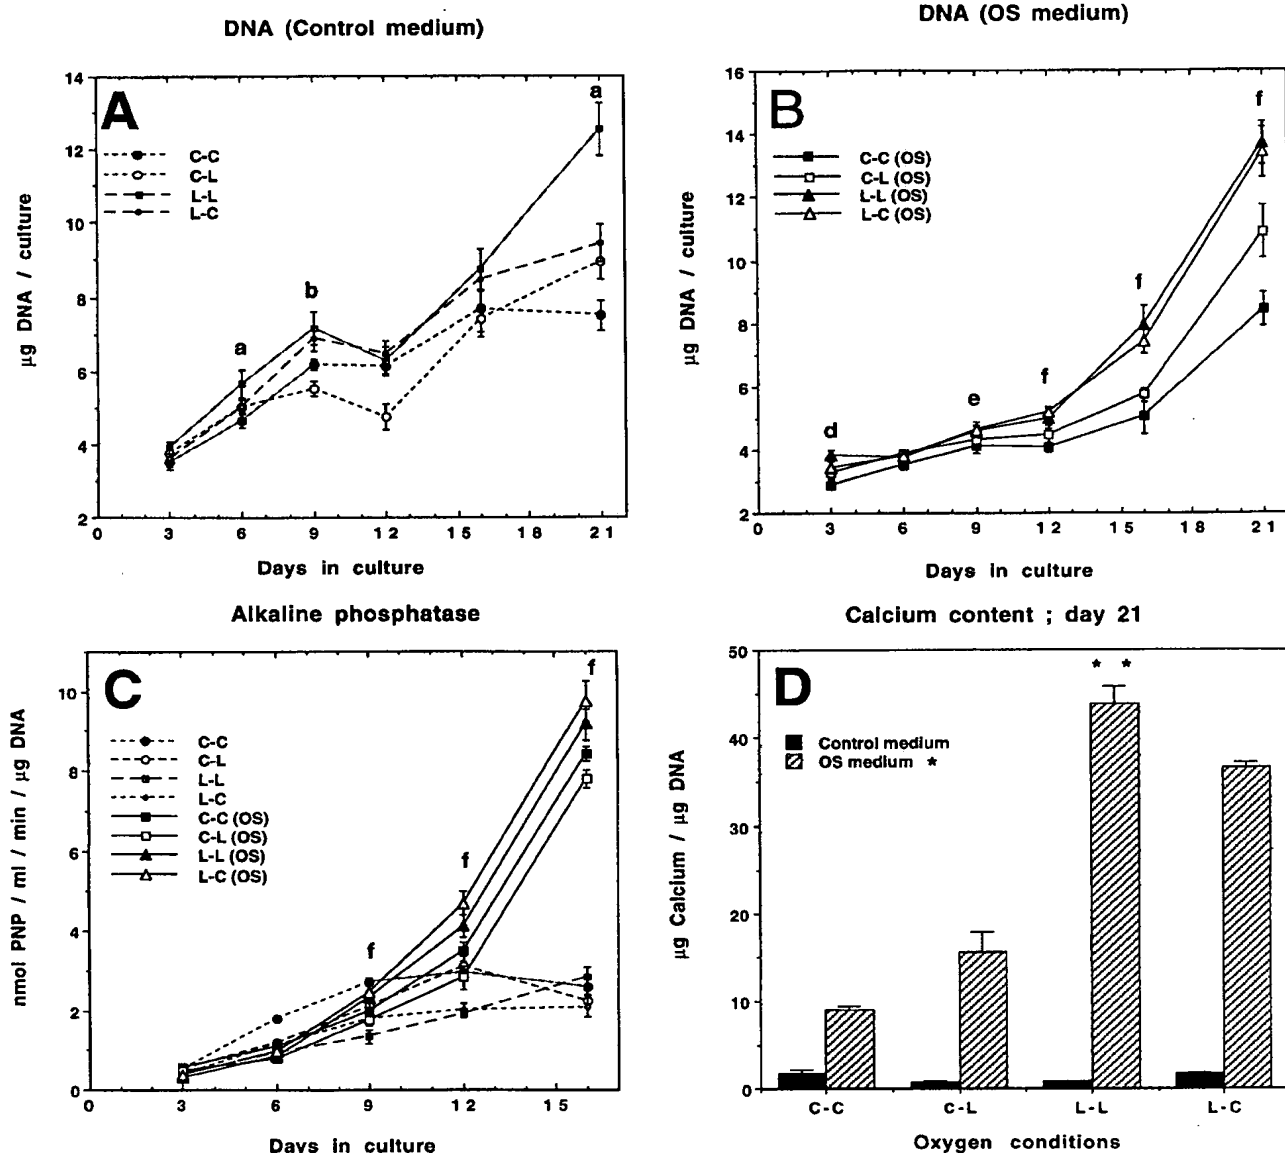 DNA (Control medium)
14
12
10
8
6
4
2
0 3 6 9 12 15 18 21
A
C-C
C-L
L-L
L-C
a
b
a
µg DNA / culture
Days in culture
DNA (OS medium)
16
14
12
10
8
6
4
2
0 3 6 9 12 15 18 21
B
C-C (OS)
C-L (OS)
L-L (OS)
L-C (OS)
d
e
f
f
f
µg DNA / culture
Days in culture
Alkaline phosphatase
10
8
6
4
2
0
0 3 6 9 12 15
C
C-C
C-L
L-L
L-C
C-C (OS)
C-L (OS)
L-L (OS)
L-C (OS)
f
f
f
nmol PNP / ml / min / µg DNA
Days in culture
Calcium content ; day 21
50
40
30
20
10
0
D
Control medium
OS medium *
* *
C-C C-L L-L L-C
µg Calcium / µg DNA
Oxygen conditions